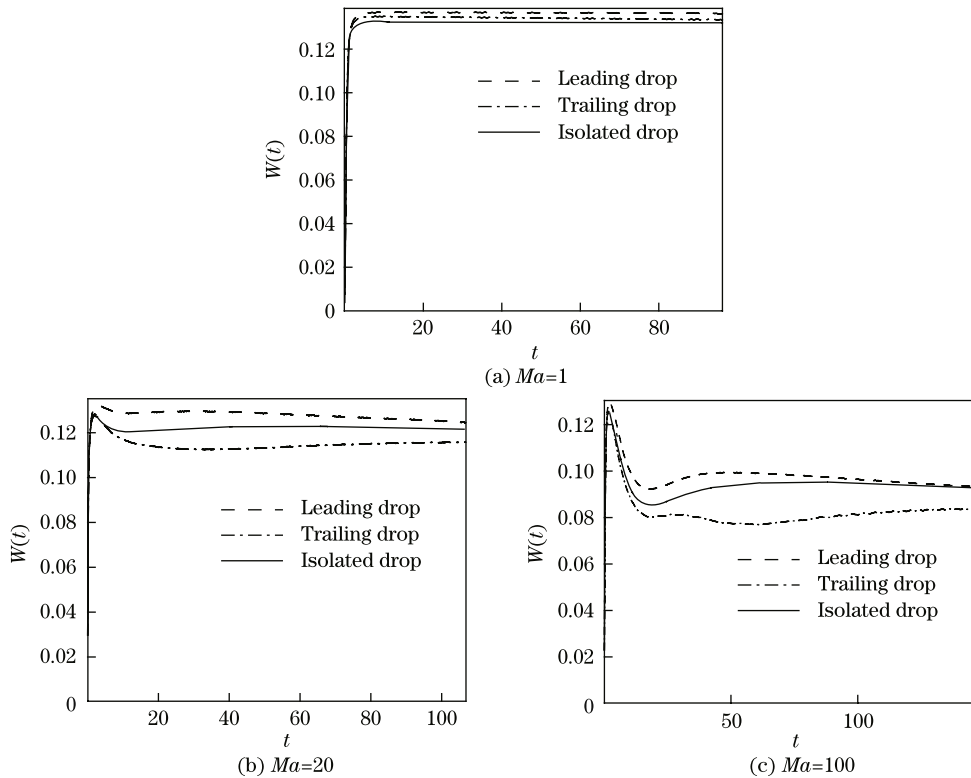 0.12
0.10
0.08
0.06
0.04
0.02
0
W(t)
Leading drop
Trailing drop
Isolated drop
20 40 60 80
t
(a) Ma=1
0.12
0.10
0.08
0.06
0.04
0.02
0
W(t)
Leading drop
Trailing drop
Isolated drop
20 40 60 80 100
t
(b) Ma=20
0.12
0.10
0.08
0.06
0.04
0.02
0
W(t)
Leading drop
Trailing drop
Isolated drop
50 100
t
(c) Ma=100